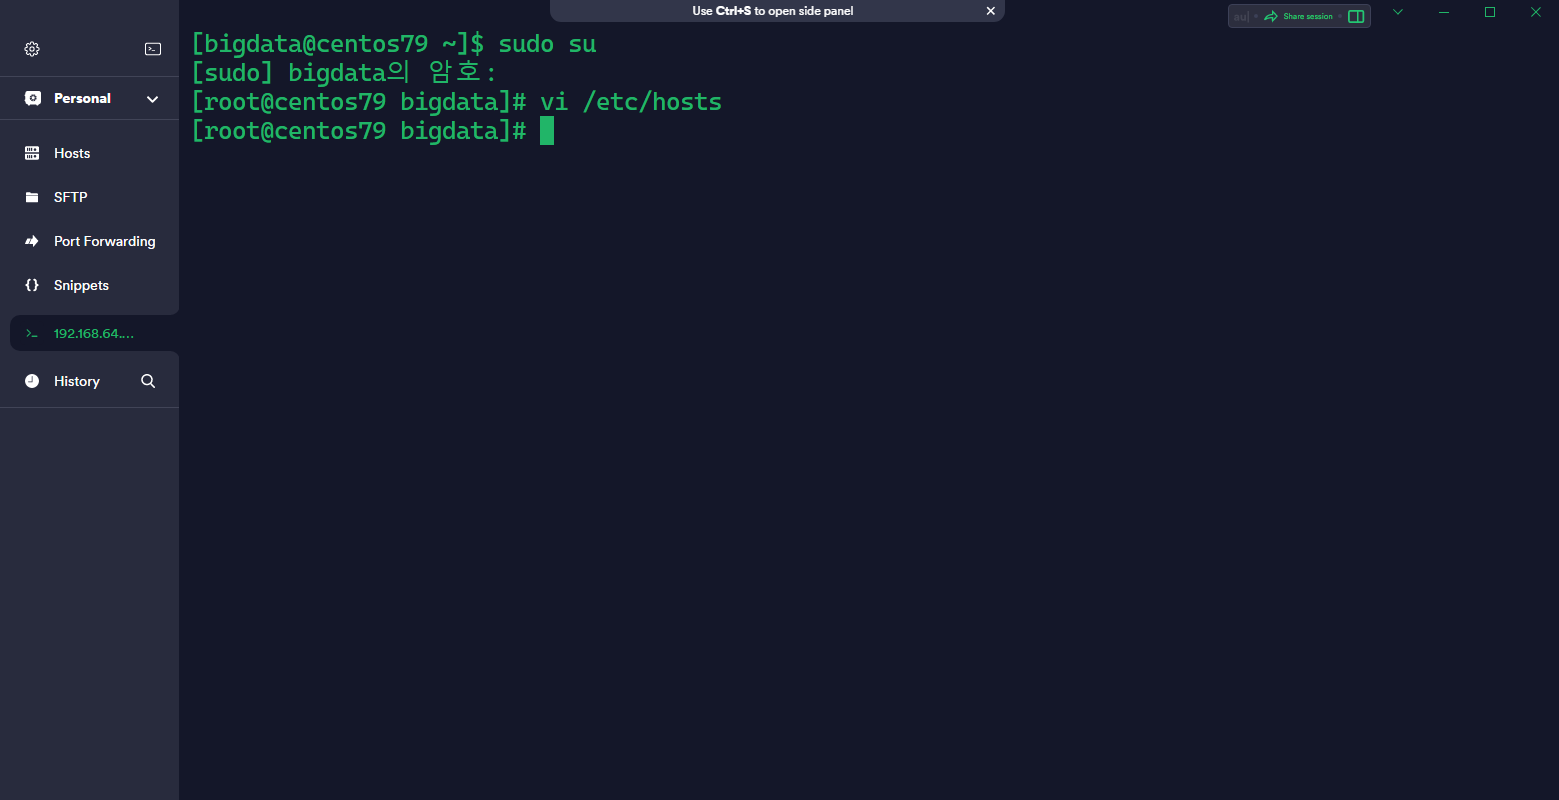 Use Ctrl+S to open side panel
Share session
Personal
Hosts
SFTP
Port Forwarding
Snippets
192.168.64....
History
[bigdata@centos79 ~]$ sudo su
[sudo] bigdata의 암호:
[root@centos79 bigdata]# vi /etc/hosts
[root@centos79 bigdata]#